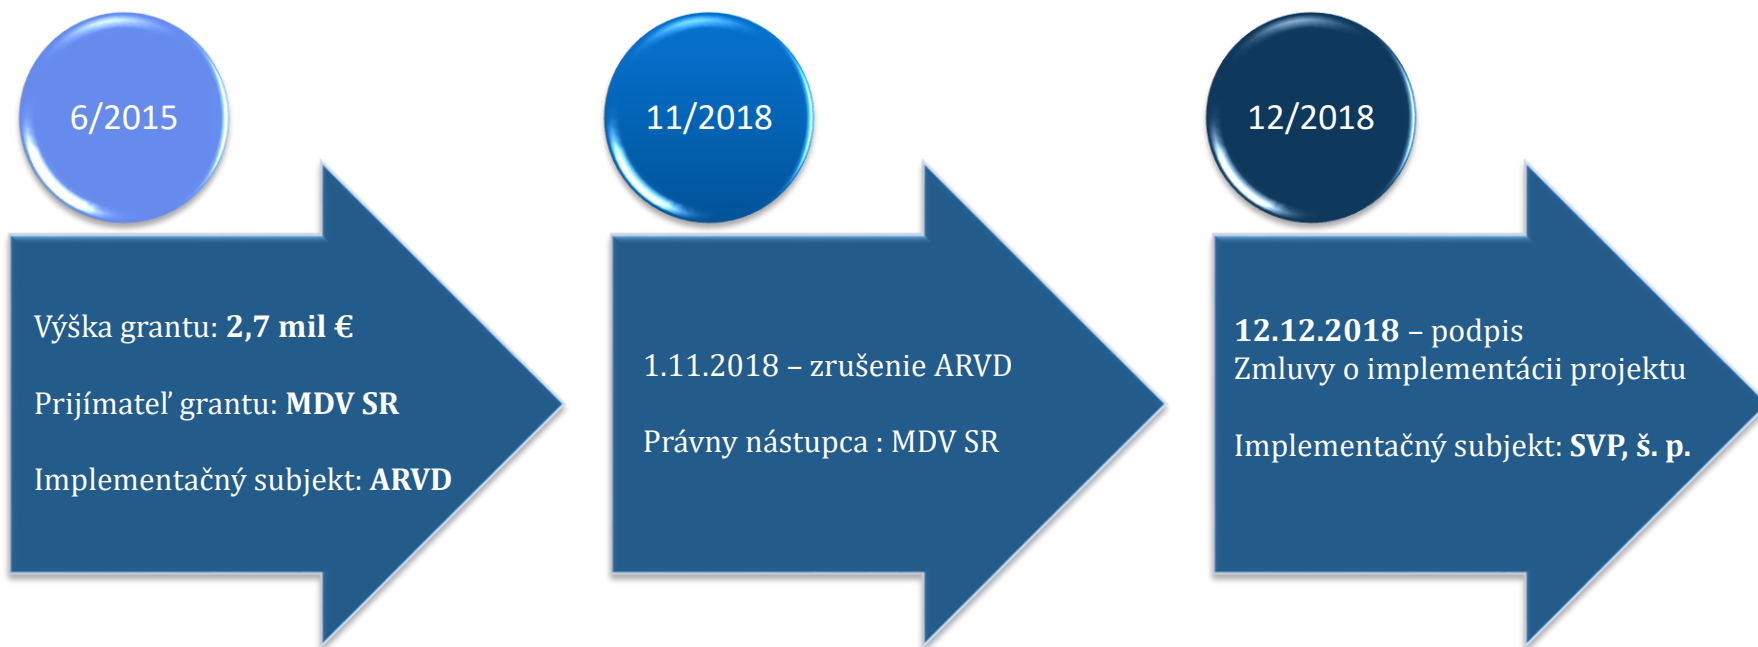 6/2015
Výška grantu: 2,7 mil €
Prijímateľ grantu: MDV SR
Implementačný subjekt: ARVD
11/2018
1.11.2018 – zrušenie ARVD
Právny nástupca : MDV SR
12/2018
12.12.2018 – podpis
Zmluvy o implementácii projektu
Implementačný subjekt: SVP, š. p.